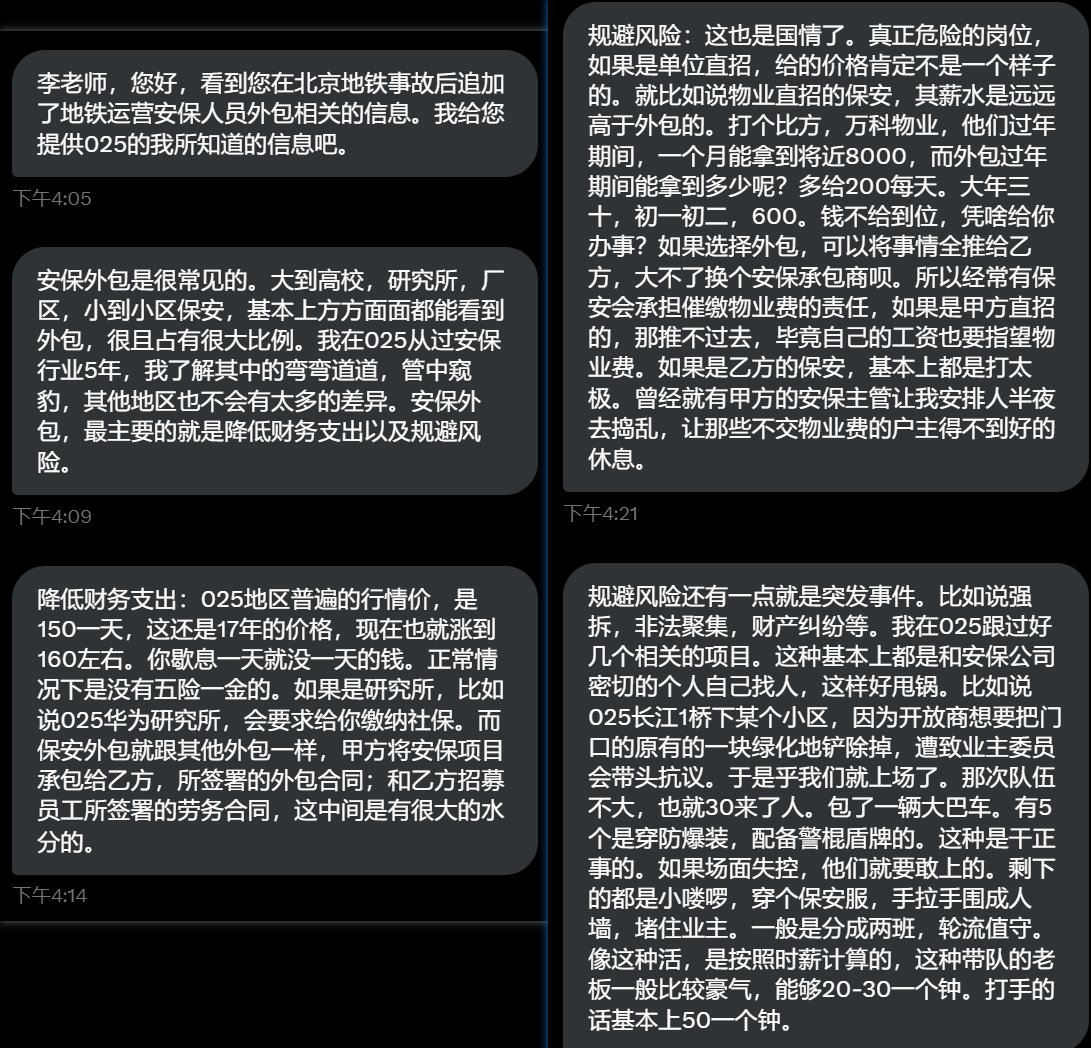 李老师，您好，看到您在北京地铁事故后追加
了地铁运营安保人员外包相关的信息。我给您
提供025的我所知道的信息吧。
下午4:05
安保外包是很常见的。大到高校，研究所，厂
区，小到小区保安，基本上方方面面都能看到
外包，很且占有很大比例。我在025从过安保
行业5年，我了解其中的弯弯道道，管中窥
豹，其他地区也不会有太多的差异。安保外
包，最主要的就是降低财务支出以及规避风
险。
下午4:09
降低财务支出：025地区普遍的行情价，是
150一天，这还是17年的价格，现在也就涨到
160左右。你歇息一天就没一天的钱。正常情
况下是没有五险一金的。如果是研究所，比如
说025华为研究所，会要求给你缴纳社保。而
保安外包就跟其他外包一样，甲方将安保项目
承包给乙方，所签署的外包合同；和乙方招募
员工所签署的劳务合同，这中间是有很大的水
分的。
下午4:14
规避风险：这也是国情了。真正危险的岗位，
如果是单位直招，给的价格肯定不是一个样子
的。就比如说物业直招的保安，其薪水是远远
高于外包的。打个比方，万科物业，他们过年
期间，一个月能拿到将近8000，而外包过年
期间能拿到多少呢？多给200每天。大年三
十，初一初二，600。钱不给到位，凭啥给你
办事？如果选择外包，可以将事情全推给乙
方，大不了换个安保承包商呗。所以经常有保
安会承担催缴物业费的责任，如果是甲方直招
的，那推不过去，毕竟自己的工资也要指望物
业费。如果是乙方的保安，基本上都是打太
极。曾经就有甲方的安保主管让我安排人半夜
去捣乱，让那些不交物业费的户主得不到好的
休息。
下午4:21
规避风险还有一点就是突发事件。比如说强
拆，非法聚集，财产纠纷等。我在025跟过好
几个相关的项目。这种基本上都是和安保公司
密切的个人自己找人，这样好甩锅。比如说
025长江1桥下某个小区，因为开放商想要把门
口的原有的一块绿化地铲除掉，遭致业主委员
会带头抗议。于是乎我们就上场了。那次队伍
不大，也就30来了人。包了一辆大巴车。有5
个是穿防爆装，配备警棍盾牌的。这种是干正
事的。如果场面失控，他们就要敢上的。剩下
的都是小喽啰，穿个保安服，手拉手围成人
墙，堵住业主。一般是分成两班，轮流值守。
像这种活，是按照时薪计算的，这种带队的老
板一般比较豪气，能够20-30一个钟。打手的
话基本上50一个钟。